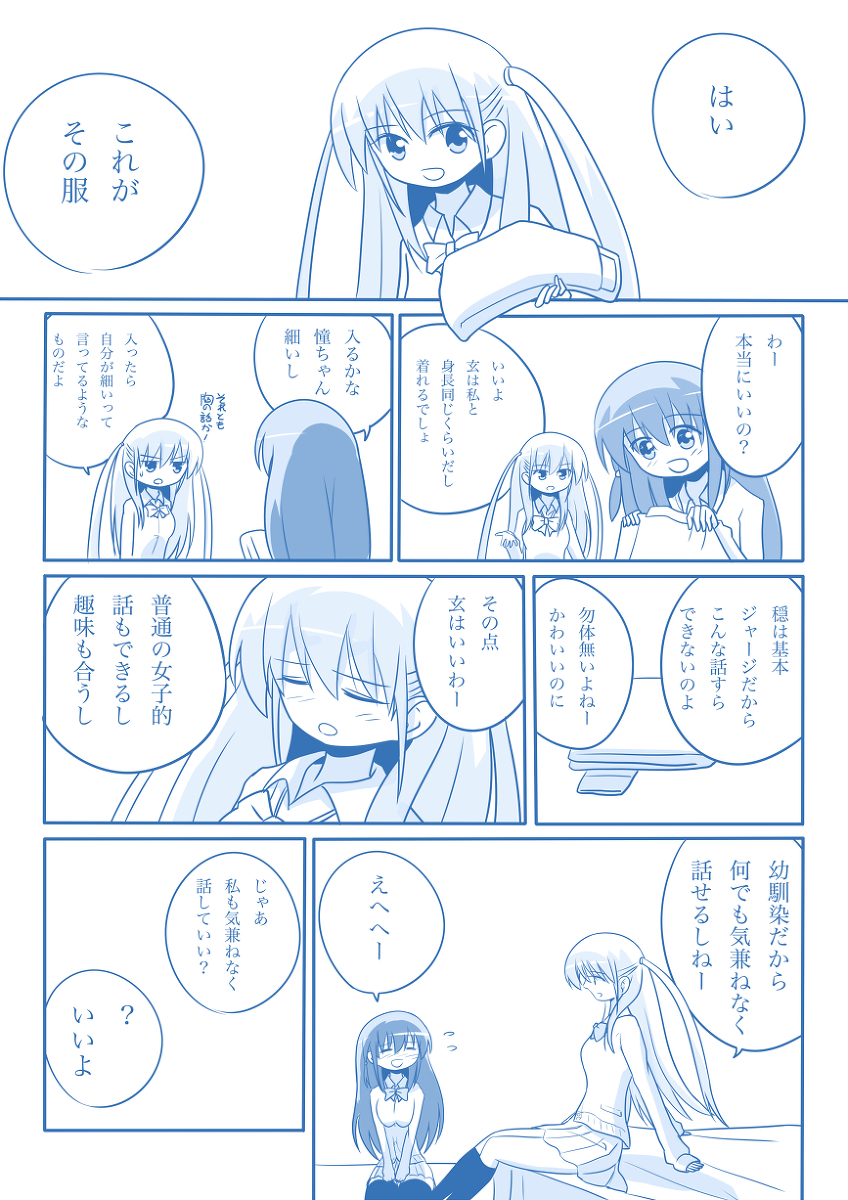 はい
これが
その服
わー
本当にいいの？
いいよ
玄は私と
身長同じくらいだし
着れるでしょ
入るかな
憧ちゃん
細いし
それとも
胸の話か！
入ったら
自分が細いって
言ってるような
ものだよ
穏は基本
ジャージだから
こんな話すら
できないのよ
勿体無いよねー
かわいいのに
その点
玄はいいわー
普通の女子的
話もできるし
趣味も合うし
幼馴染だから
何でも気兼ねなく
話せるしねー
えへへー
じゃあ
私も気兼ねなく
話していい？
？
いいよ